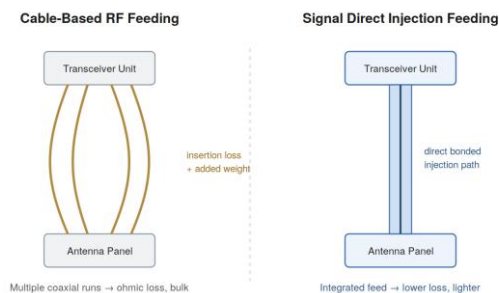 Cable-Based RF Feeding
Transceiver Unit
insertion loss
+ added weight
Antenna Panel
Multiple coaxial runs → ohmic loss, bulk
Signal Direct Injection Feeding
Transceiver Unit
direct bonded
injection path
Antenna Panel
Integrated feed → lower loss, lighter